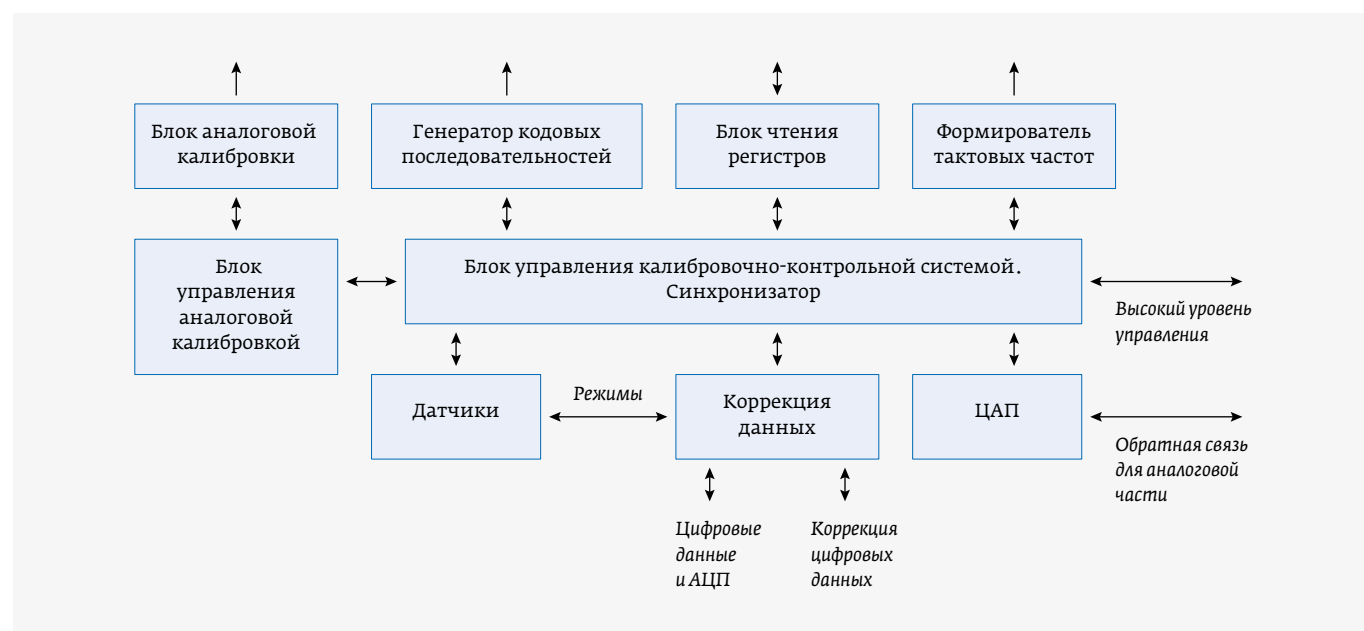 Блок аналоговой
калибровки
Генератор кодовых
последовательностей
Блок чтения
регистров
Формирователь
тактовых частот
Блок
управления
аналоговой
калибровкой
Блок управления калибровочно-контрольной системой.
Синхронизатор
Высокий уровень
управления
Датчики
Режимы
Коррекция
данных
ЦАП
Обратная связь
для аналоговой
части
Цифровые
данные
и АЦП
Коррекция
цифровых
данных